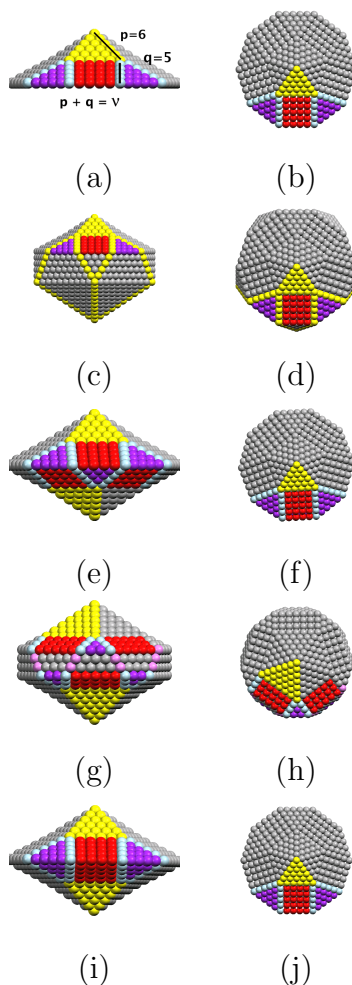 p=6
q=5
p + q = ν
(a)
(b)
(c)
(d)
(e)
(f)
(g)
(h)
(i)
(j)